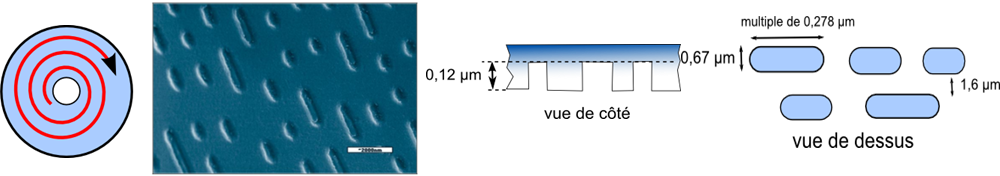 0,12 µm
vue de côté
multiple de 0,278 µm
0,67 µm
1,6 µm
vue de dessus